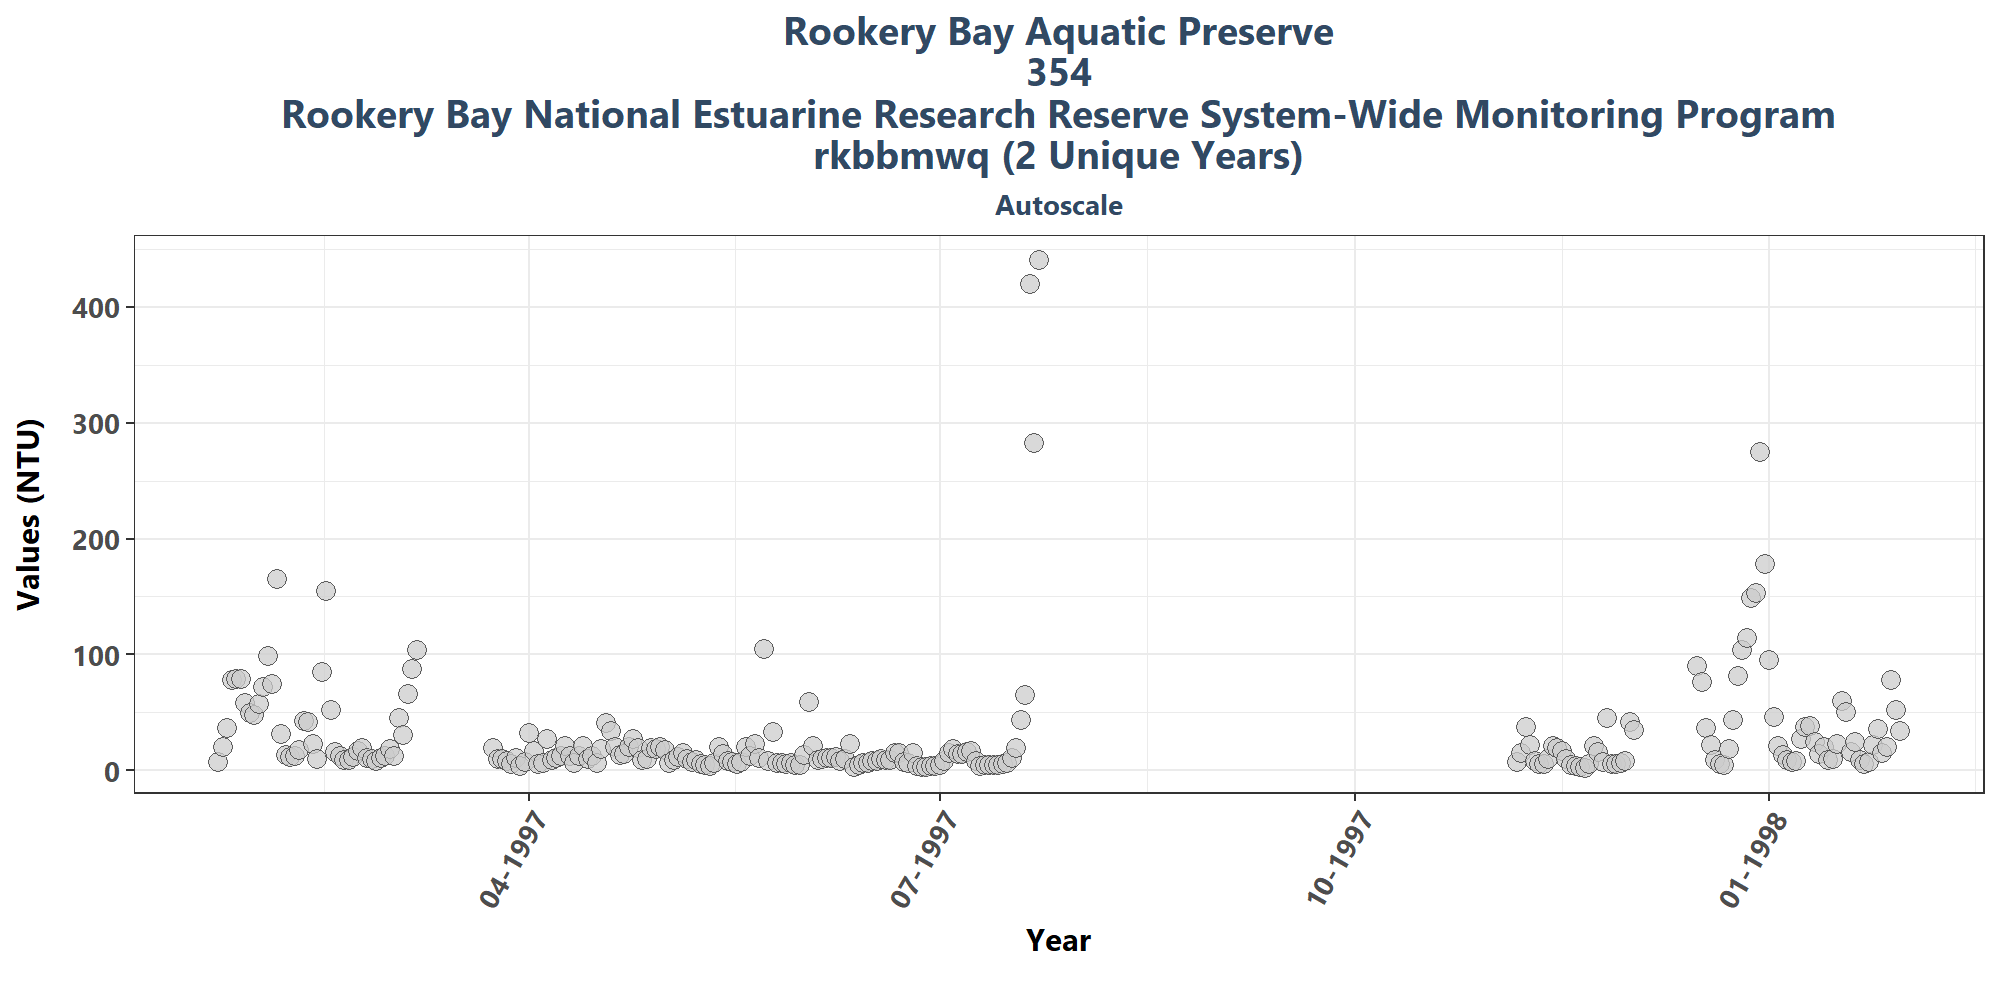 Rookery Bay Aquatic Preserve
354
Rookery Bay National Estuarine Research Reserve System-Wide Monitoring Program
rkbbmwq (2 Unique Years)
Autoscale
Values (NTU)
400
300
200
100
0
04-1997
07-1997
10-1997
01-1998
Year